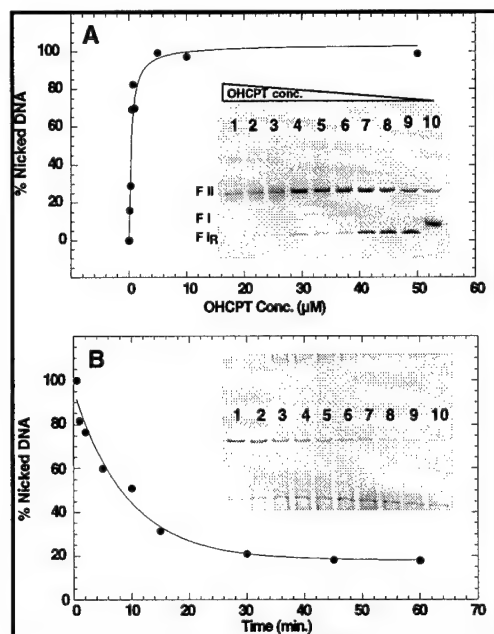 A
% Nicked DNA
100
80
60
40
20
0
OHCPT conc.
1 2 3 4 5 6 7 8 9 10
F II
F I
F IR
0 10 20 30 40 50 60
OHCPT Conc. (µM)
B
% Nicked DNA
100
80
60
40
20
0
1 2 3 4 5 6 7 8 9 10
0 10 20 30 40 50 60 70
Time (min.)